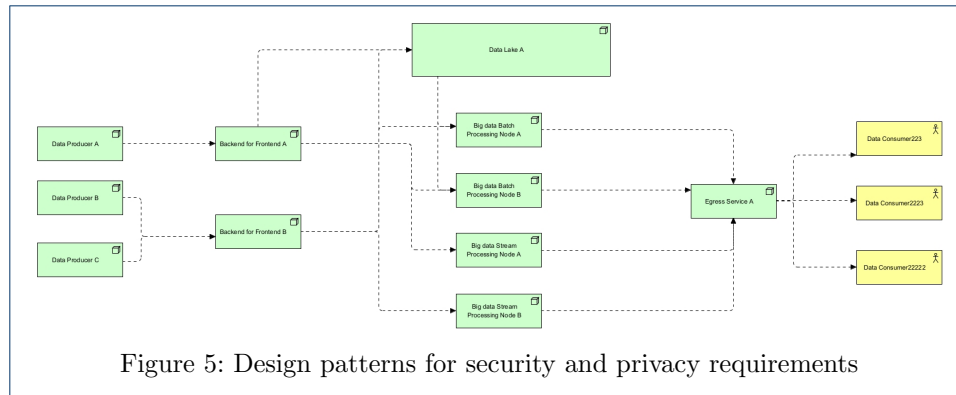 Data Lake A
Data Producer A
Backend for Frontend A
Big data Batch
Processing Node A
Data Consumer223
Data Producer B
Big data Batch
Processing Node B
Egress Service A
Data Consumer2223
Backend for Frontend B
Data Producer C
Big data Stream
Processing Node A
Data Consumer22222
Big data Stream
Processing Node B
Figure 5: Design patterns for security and privacy requirements